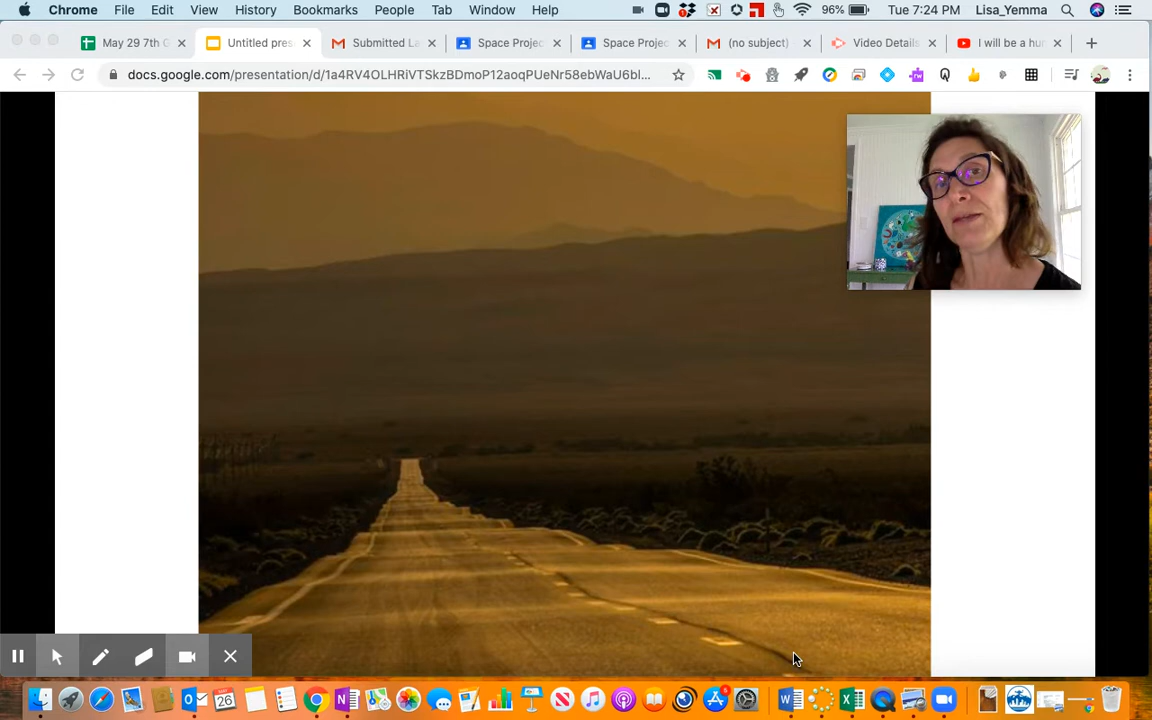 Chrome File Edit View History Bookmarks People Tab Window Help 96% Tue 7:24 PM Lisa_Yemma
May 29 7th G Untitled pres Submitted La Space Projec Space Projec (no subject) Video Details I will be a hur
docs.google.com/presentation/d/1a4RV4OLHRiVTSkzBDmoP12aoqPUeNr58ebWaU6bl...
26